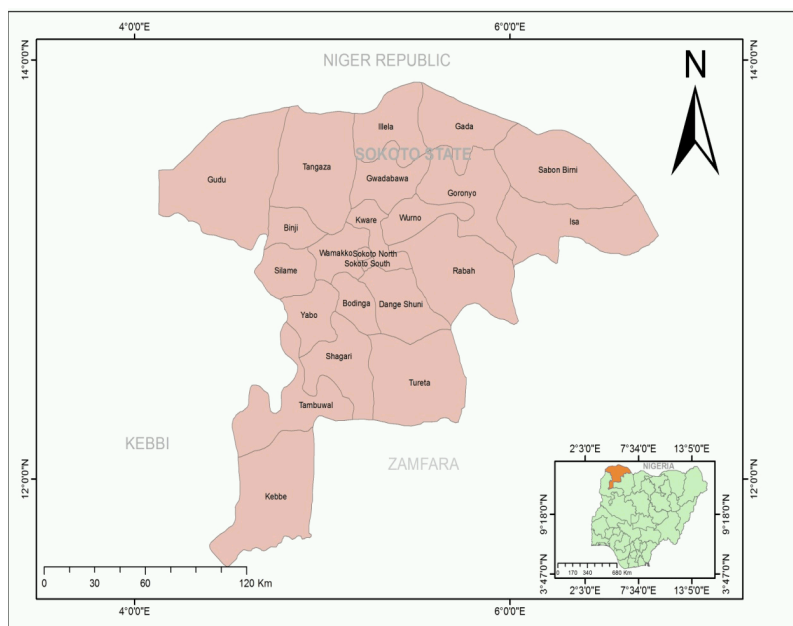 4°0'0"E 6°0'0"E
14°0'0"N 14°0'0"N
NIGER REPUBLIC
N
Illela
Gada
SOKOTO STATE
Sabon Birni
Tangaza
Gudu
Gwadabawa
Goronyo
Kware
Wurno
Isa
Binji
Wamakko
Sokoto North
Sokoto South
Silame
Rabah
Bodinga
Dange Shuni
Yabo
Shagari
Tureta
Tambuwal
KEBBI
ZAMFARA
12°0'0"N 12°0'0"N
Kebbe
0 30 60 120 Km
4°0'0"E 6°0'0"E
2°3'0"E 7°34'0"E 13°5'0"E
NIGERIA
9°18'0"N 9°18'0"N
3°47'0"N 3°47'0"N
0 170 340 680 Km
2°3'0"E 7°34'0"E 13°5'0"E